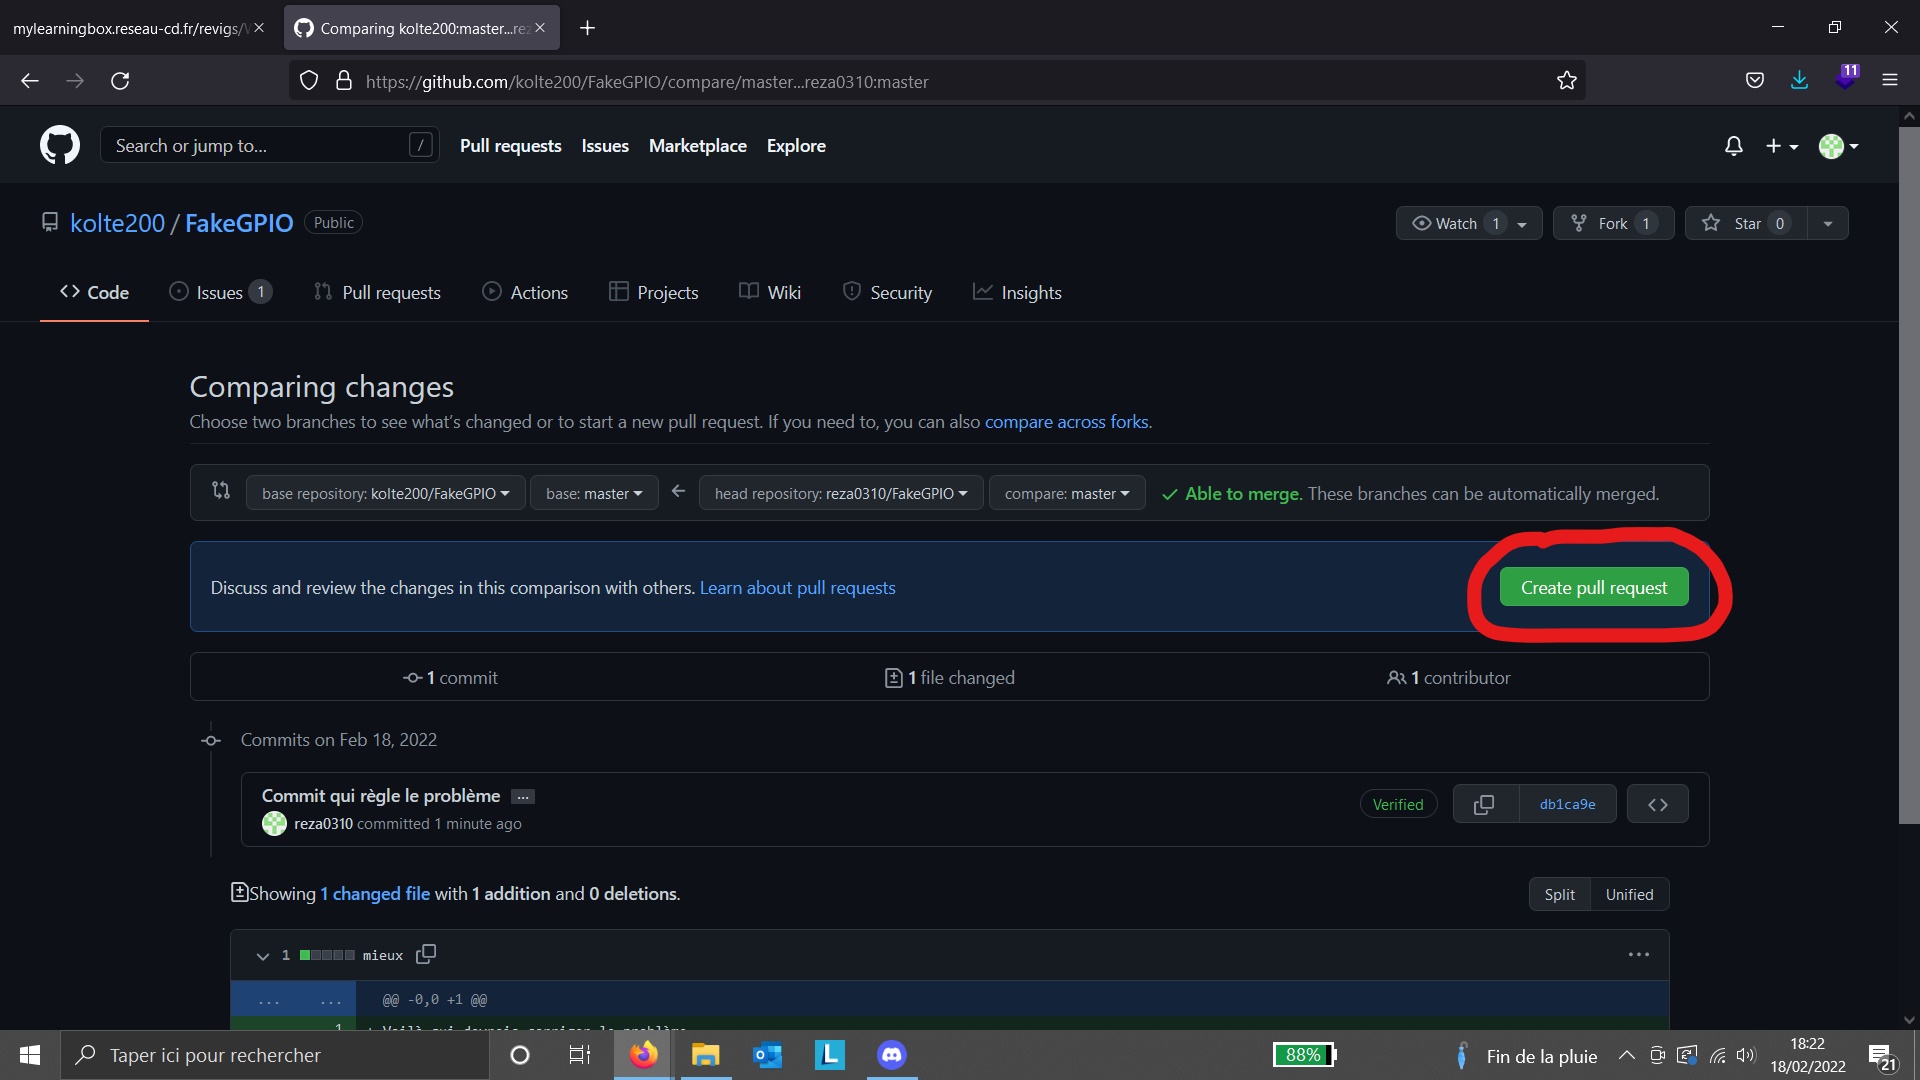 mylearningbox.reseau-cd.fr/revigs/
Comparing kolte200:master...rez
11
https://github.com/kolte200/FakeGPIO/compare/master...reza0310:master
Search or jump to... /
Pull requests Issues Marketplace Explore
kolte200 / FakeGPIO Public
Watch 1 Fork 1 Star 0
Code Issues 1 Pull requests Actions Projects Wiki Security Insights
Comparing changes
Choose two branches to see what's changed or to start a new pull request. If you need to, you can also compare across forks.
base repository: kolte200/FakeGPIO base: master head repository: reza0310/FakeGPIO compare: master Able to merge. These branches can be automatically merged.
Discuss and review the changes in this comparison with others. Learn about pull requests
Create pull request
1 commit 1 file changed 1 contributor
Commits on Feb 18, 2022
Commit qui règle le problème ...
reza0310 committed 1 minute ago
Verified db1ca9e <>
Showing 1 changed file with 1 addition and 0 deletions.
Split Unified
1 mieux ...
... ... @@ -0,0 +1 @@
Taper ici pour rechercher
L
88%
Fin de la pluie
18:22
18/02/2022
21